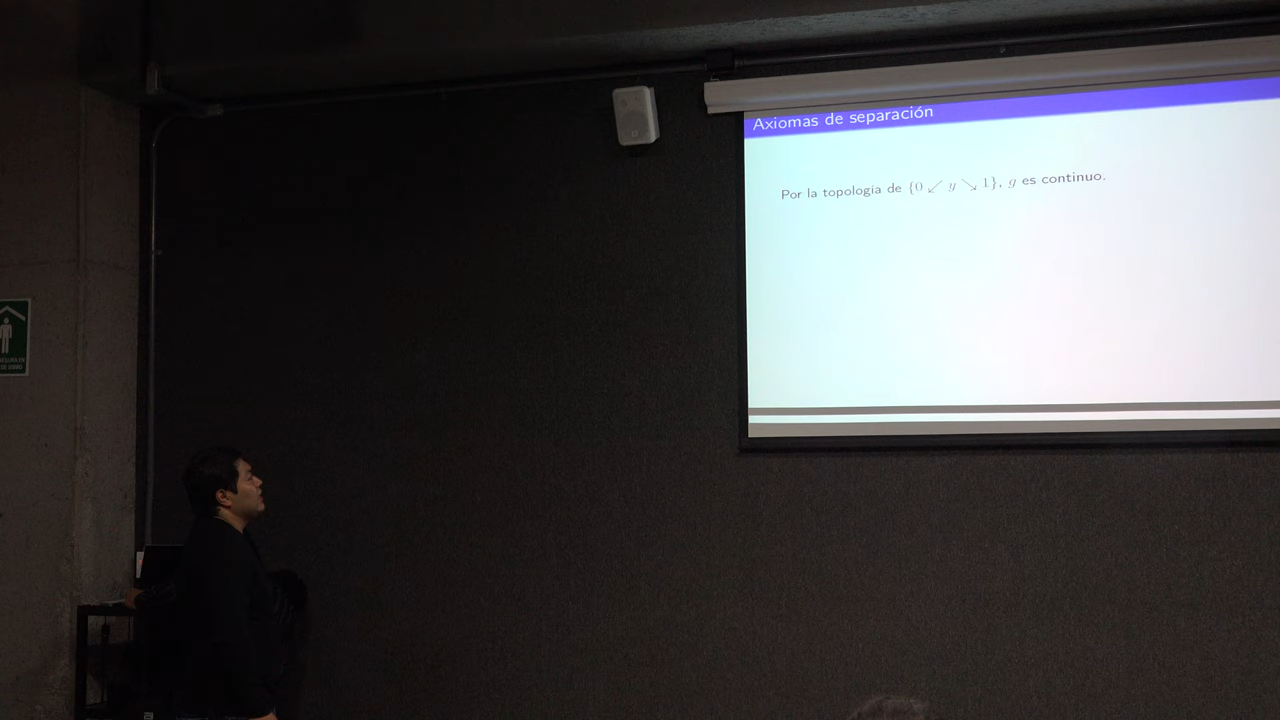 Axiomas de separación
Por la topología de {0 ↙ y ↘ 1}, g es continuo.